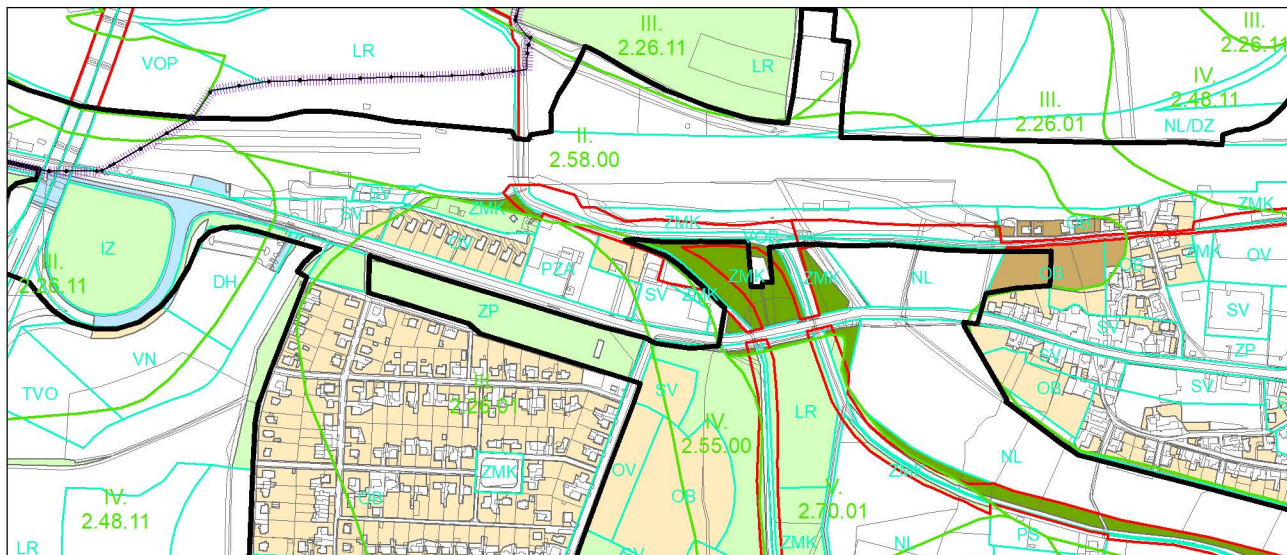 III.
2.26.11
III.
2.26.11
LR
VOP
LR
IV.
2.48.11
III.
2.26.01
NL/DZ
II.
2.58.00
SV
SV
ZMK
ZMK
ZMK
OV
IZ
PZA
ZMK
ZMK
NL
OB
OB
III.
2.26.11
DH
SV
ZMK
SV
ZP
SV
ZP
VN
SV
SV
OB
TVO
III.
2.26.01
SV
LR
IV.
2.55.00
NL
ZMK
OV
OB
ZMK
IV.
2.48.11
V.
2.70.01
PS
LR
SV
ZMK